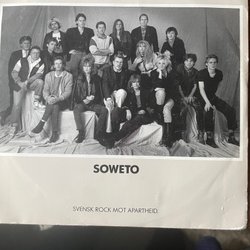 SOWETO
SVENSK ROCK MOT APARTHEID.